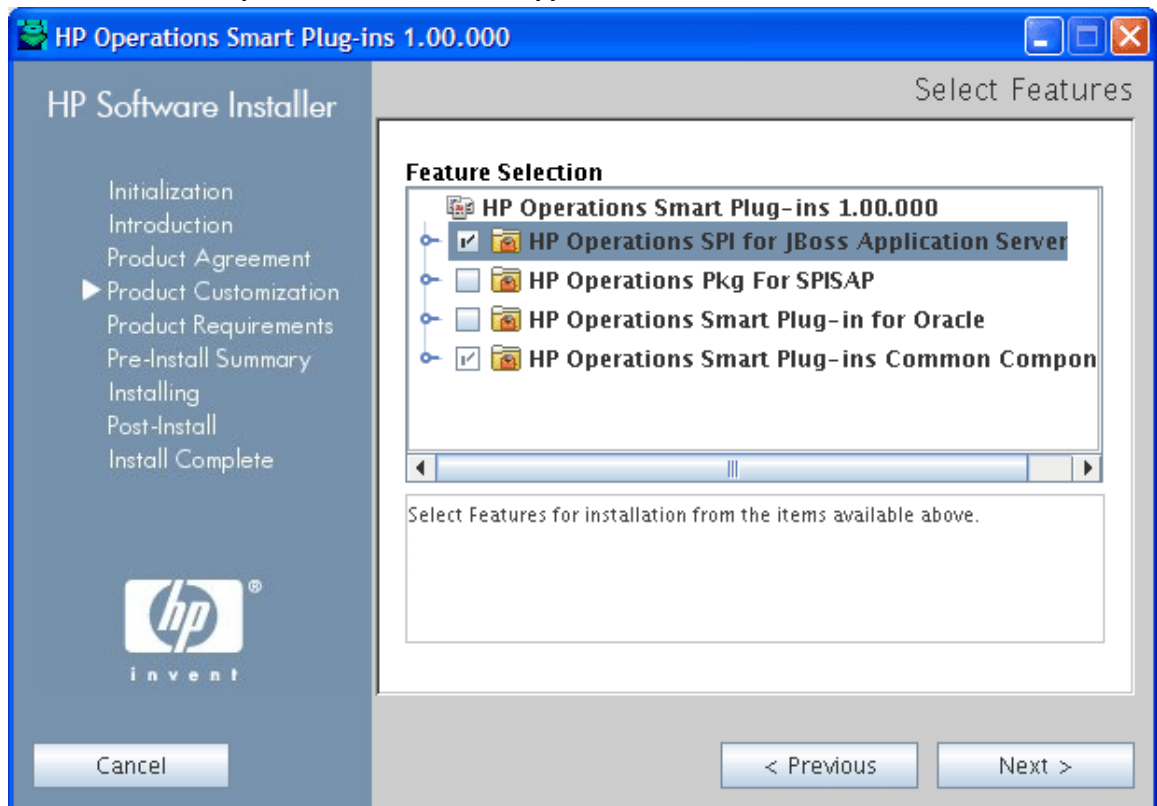 HP Operations Smart Plug-ins 1.00.000
HP Software Installer
Select Features
Initialization
Introduction
Product Agreement
Product Customization
Product Requirements
Pre-Install Summary
Installing
Post-Install
Install Complete
Feature Selection
HP Operations Smart Plug-ins 1.00.000
HP Operations SPI for JBoss Application Server
HP Operations Pkg For SPISAP
HP Operations Smart Plug-in for Oracle
HP Operations Smart Plug-ins Common Compon
Select Features for installation from the items available above.
hp®
invent
Cancel
< Previous
Next >